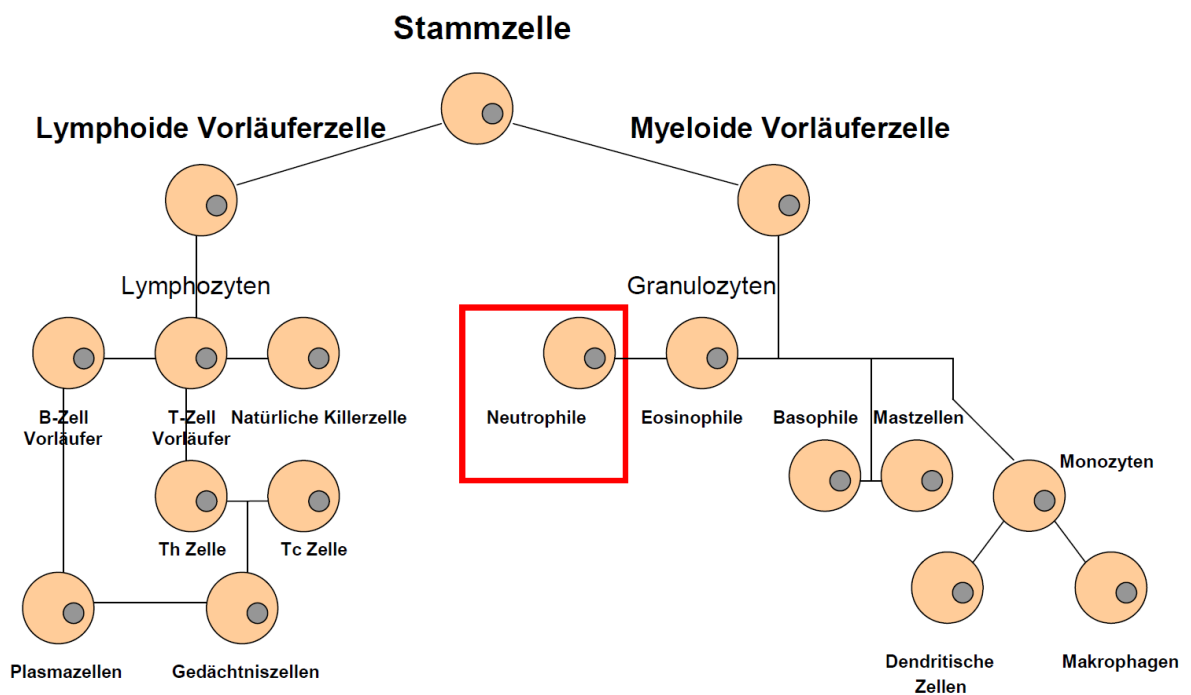 Stammzelle
Lymphoide Vorläuferzelle
Myeloide Vorläuferzelle
Lymphozyten
Granulozyten
B-Zell
Vorläufer
T-Zell
Vorläufer
Natürliche Killerzelle
Neutrophile
Eosinophile
Basophile
Mastzellen
Monozyten
Th Zelle
Tc Zelle
Plasmazellen
Gedächtniszellen
Dendritische
Zellen
Makrophagen